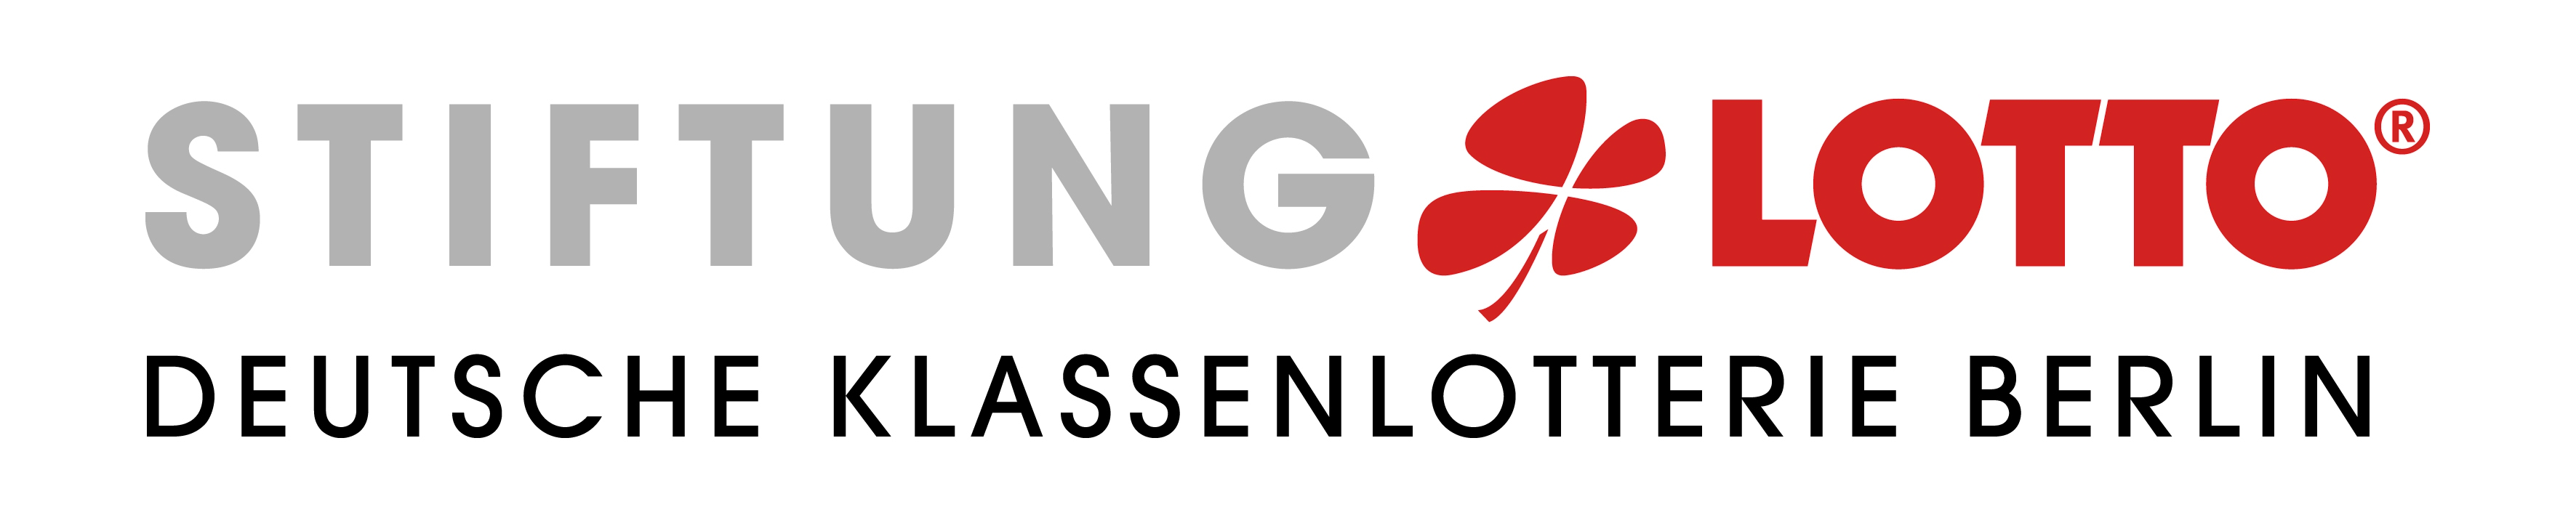 STIFTUNG LOTTO®
DEUTSCHE KLASSENLOTTERIE BERLIN